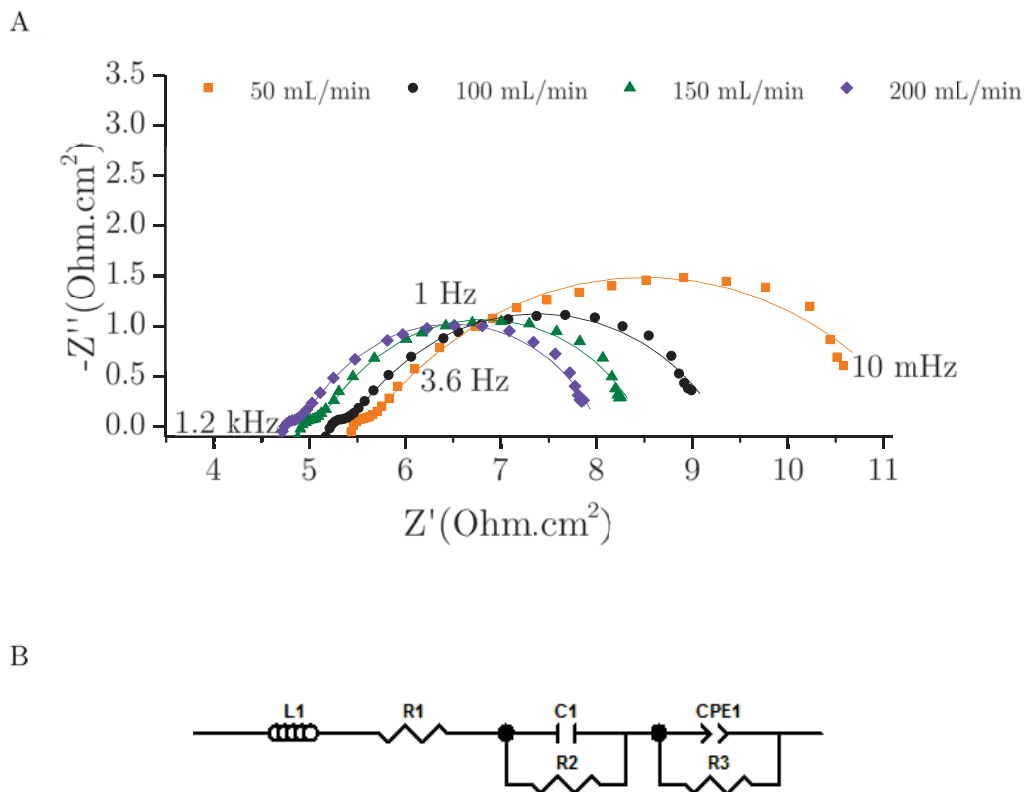 A
3.5
50 mL/min 100 mL/min 150 mL/min 200 mL/min
3.0
2.5
2.0
1.5
1.0
0.5
0.0
-Z''(Ohm.cm²)
1 Hz
3.6 Hz
10 mHz
1.2 kHz
4 5 6 7 8 9 10 11
Z'(Ohm.cm²)
B
L1 R1 C1 CPE1
R2 R3